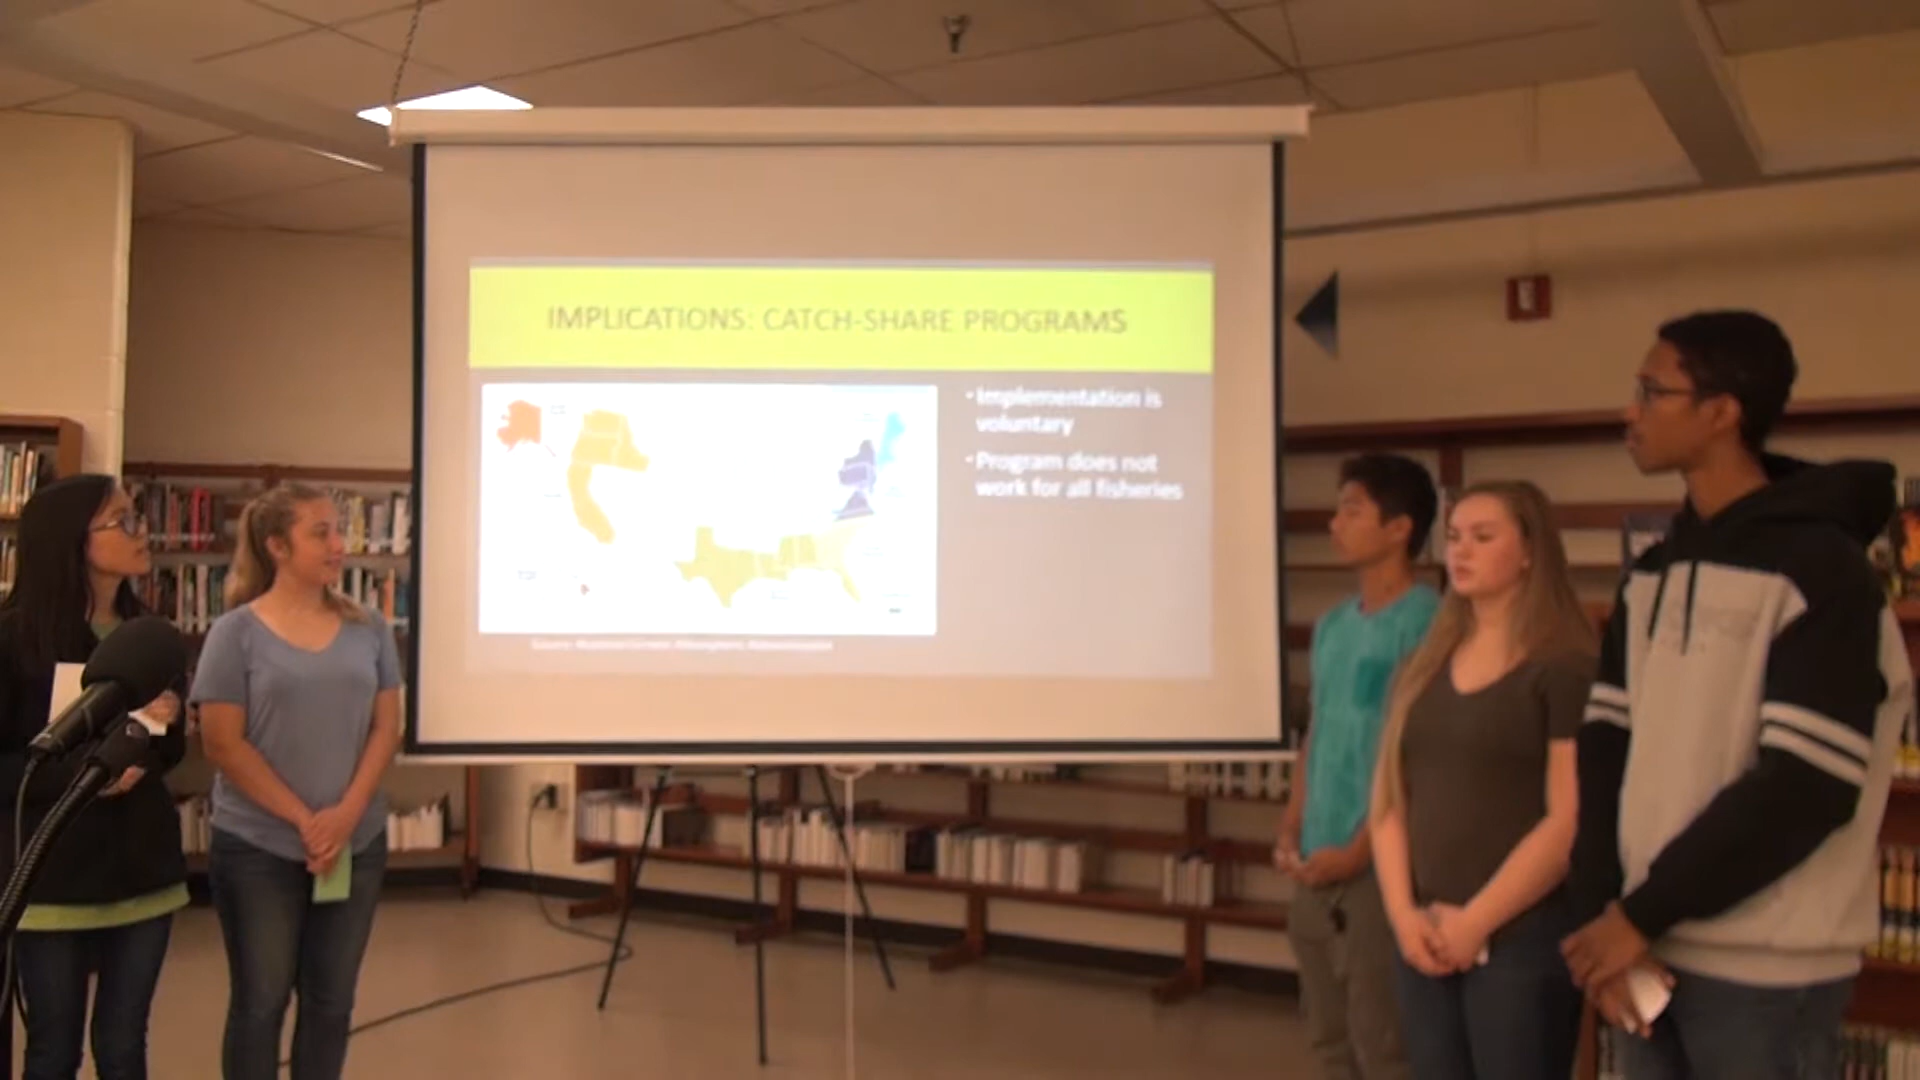 IMPLICATIONS: CATCH-SHARE PROGRAMS
- Implementation is
voluntary
- Program does not
work for all fisheries